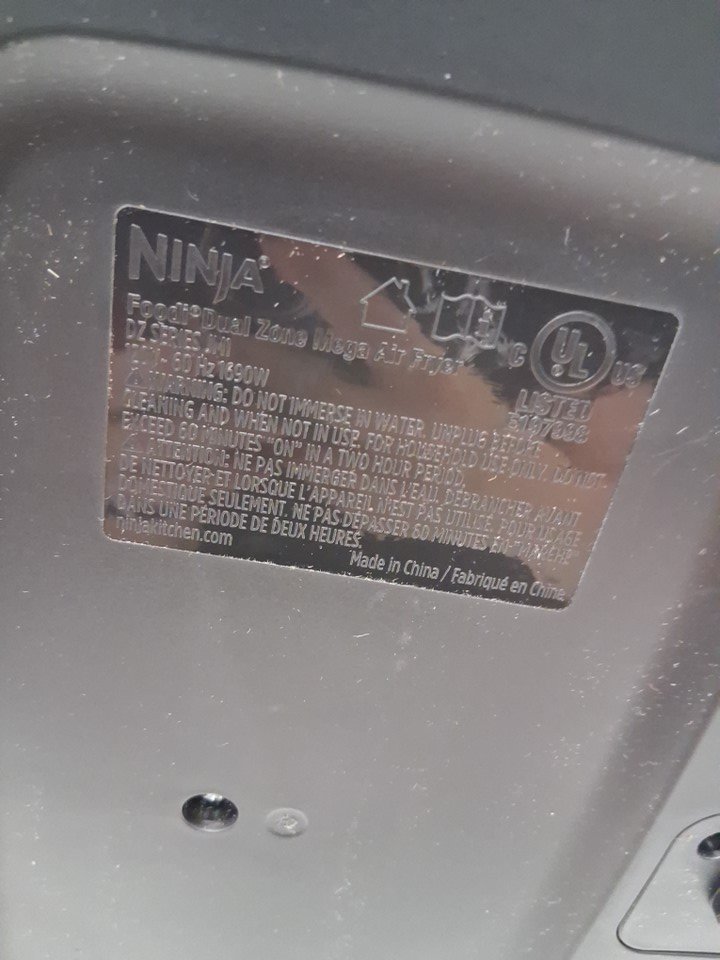 NINJA®
Foodi® Dual Zone Mega Air Fryer
DZ SERIES
60 Hz 1690W
C UL US
LISTED
WARNING: DO NOT IMMERSE IN WATER. UNPLUG BEFORE
CLEANING AND WHEN NOT IN USE. FOR HOUSEHOLD USE ONLY. DO NOT
EXCEED 60 MINUTES "ON" IN A TWO HOUR PERIOD.
ATTENTION: NE PAS IMMERGER DANS L'EAU. DÉBRANCHER AVANT
DE NETTOYER ET LORSQUE L'APPAREIL N'EST PAS UTILISÉ. POUR USAGE
DOMESTIQUE SEULEMENT. NE PAS DÉPASSER 60 MINUTES EN "MARCHE"
DANS UNE PÉRIODE DE DEUX HEURES.
ninjakitchen.com
Made in China / Fabriqué en Chine